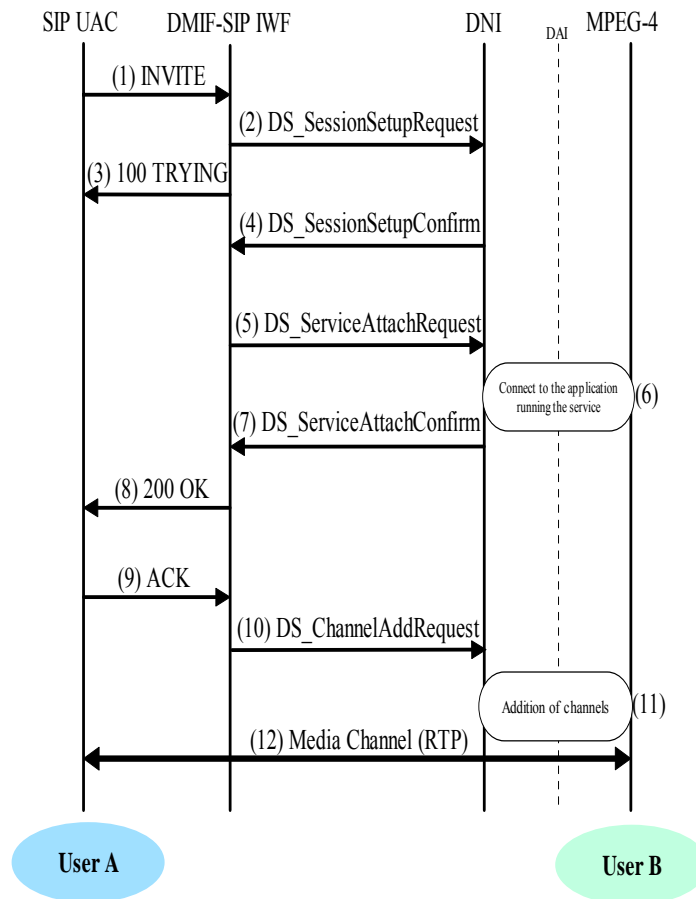 SIP UAC DMIF-SIP IWF DNI DAI MPEG-4
(1) INVITE
(2) DS_SessionSetupRequest
(3) 100 TRYING
(4) DS_SessionSetupConfirm
(5) DS_ServiceAttachRequest
Connect to the application
running the service
(6)
(7) DS_ServiceAttachConfirm
(8) 200 OK
(9) ACK
(10) DS_ChannelAddRequest
Addition of channels
(11)
(12) Media Channel (RTP)
User A
User B